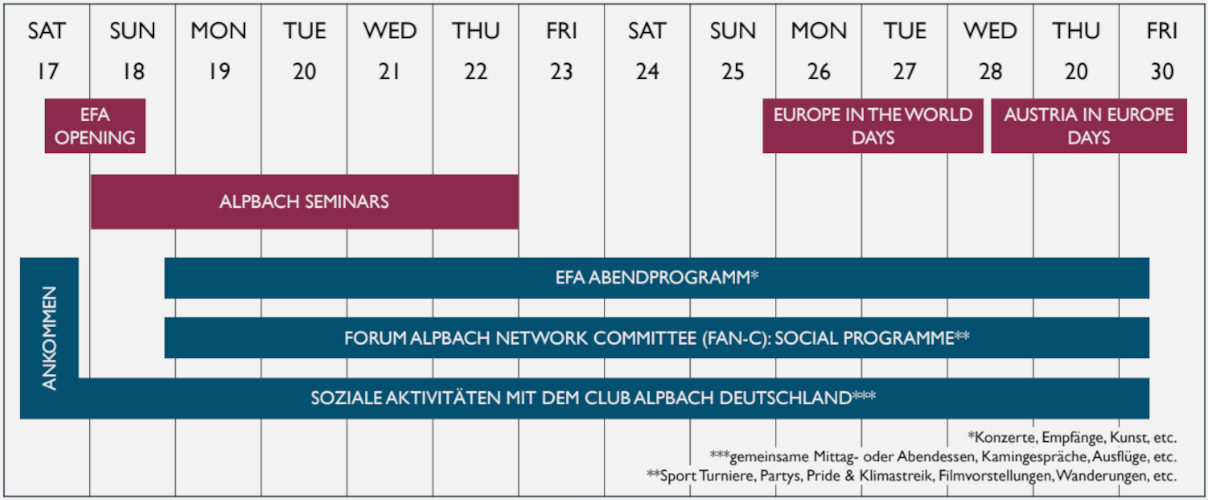 SAT SUN MON TUE WED THU FRI SAT SUN MON TUE WED THU FRI
17 18 19 20 21 22 23 24 25 26 27 28 20 30
EFA
OPENING
EUROPE IN THE WORLD
DAYS
AUSTRIA IN EUROPE
DAYS
ALPBACH SEMINARS
ANKOMMEN
EFA ABENDPROGRAMM*
FORUM ALPBACH NETWORK COMMITTEE (FAN-C): SOCIAL PROGRAMME**
SOZIALE AKTIVITÄTEN MIT DEM CLUB ALPBACH DEUTSCHLAND***
*Konzerte, Empfänge, Kunst, etc.
***gemeinsame Mittag- oder Abendessen, Kamingespräche, Ausflüge, etc.
**Sport Turniere, Partys, Pride & Klimastreik, Filmvorstellungen, Wanderungen, etc.